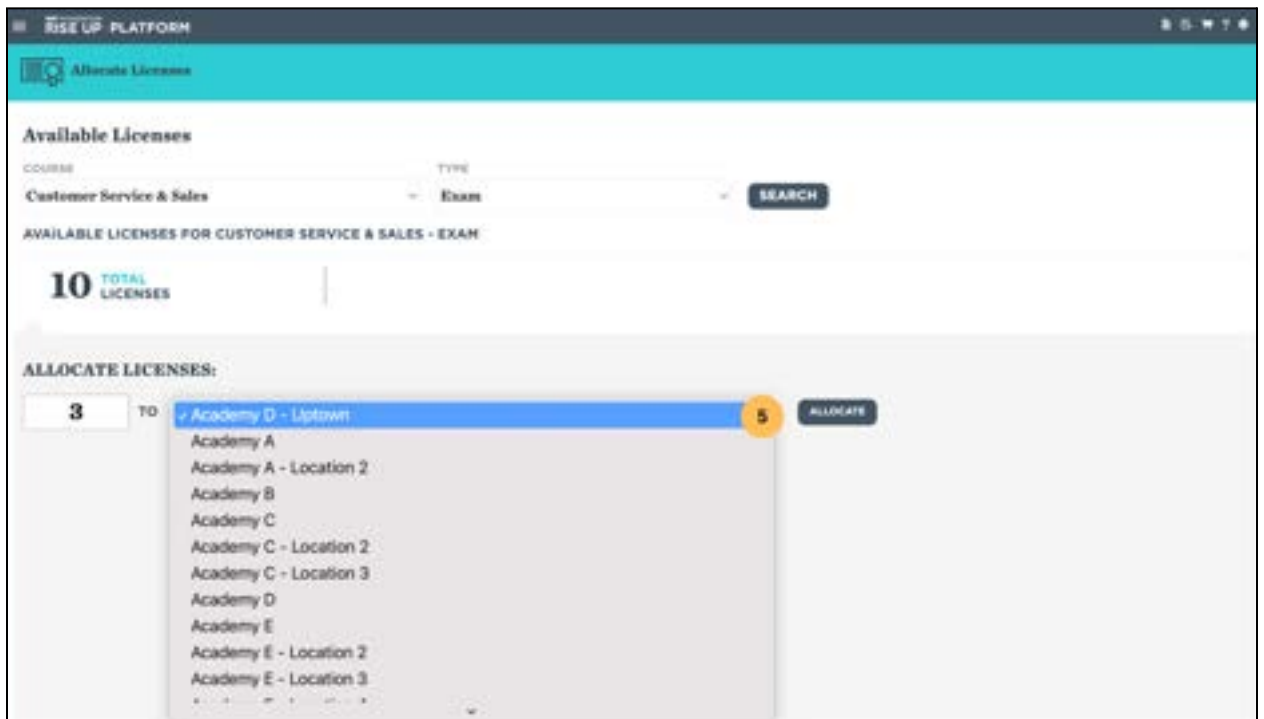 RISE UP PLATFORM
?
Allocate Licenses
Available Licenses
COURSE TYPE
Customer Service & Sales Exam SEARCH
AVAILABLE LICENSES FOR CUSTOMER SERVICE & SALES - EXAM
10 TOTAL LICENSES
ALLOCATE LICENSES:
3 TO ✓ Academy D - Uptown 5 ALLOCATE
Academy A
Academy A - Location 2
Academy B
Academy C
Academy C - Location 2
Academy C - Location 3
Academy D
Academy E
Academy E - Location 2
Academy E - Location 3